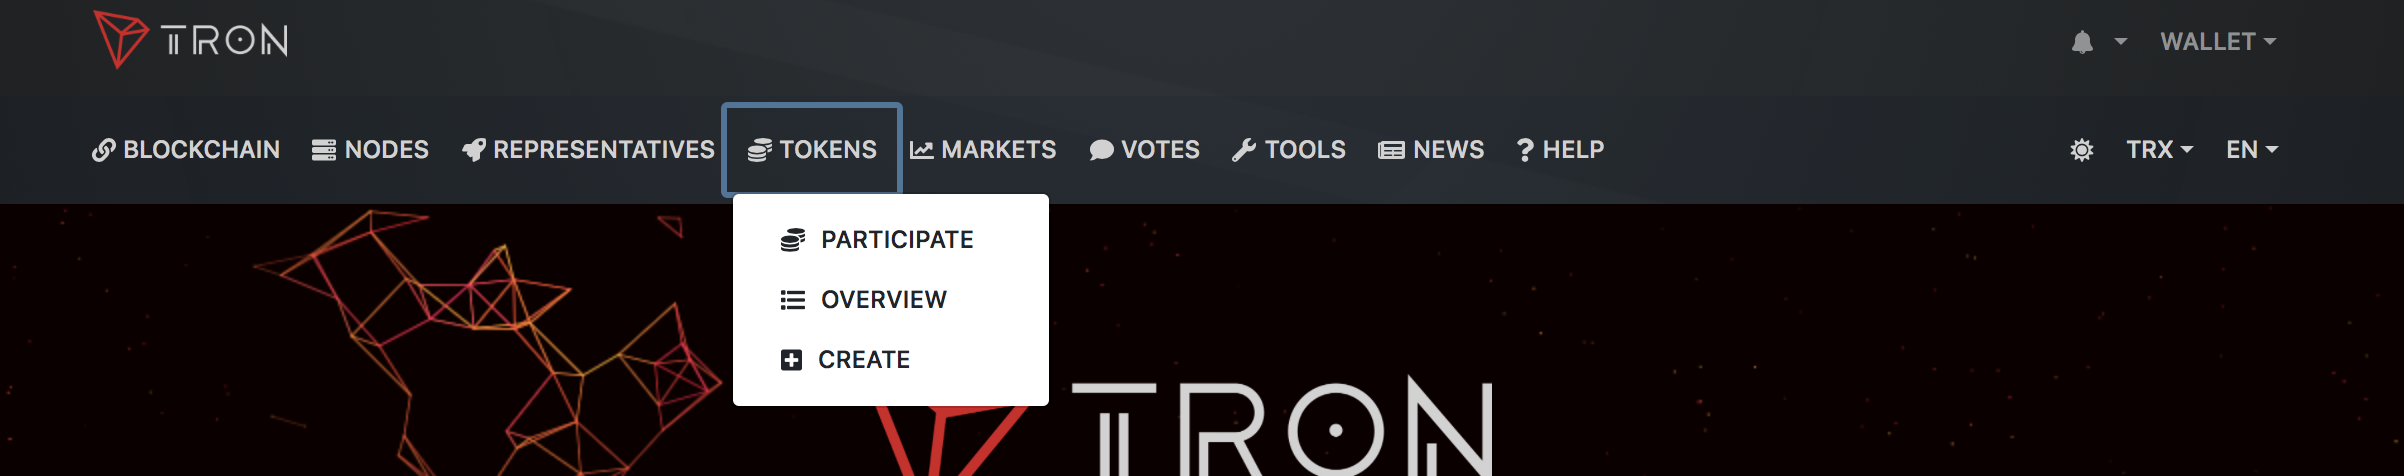 TRON
WALLET
BLOCKCHAIN NODES REPRESENTATIVES TOKENS MARKETS VOTES TOOLS NEWS HELP TRX EN
PARTICIPATE
OVERVIEW
CREATE
TRON